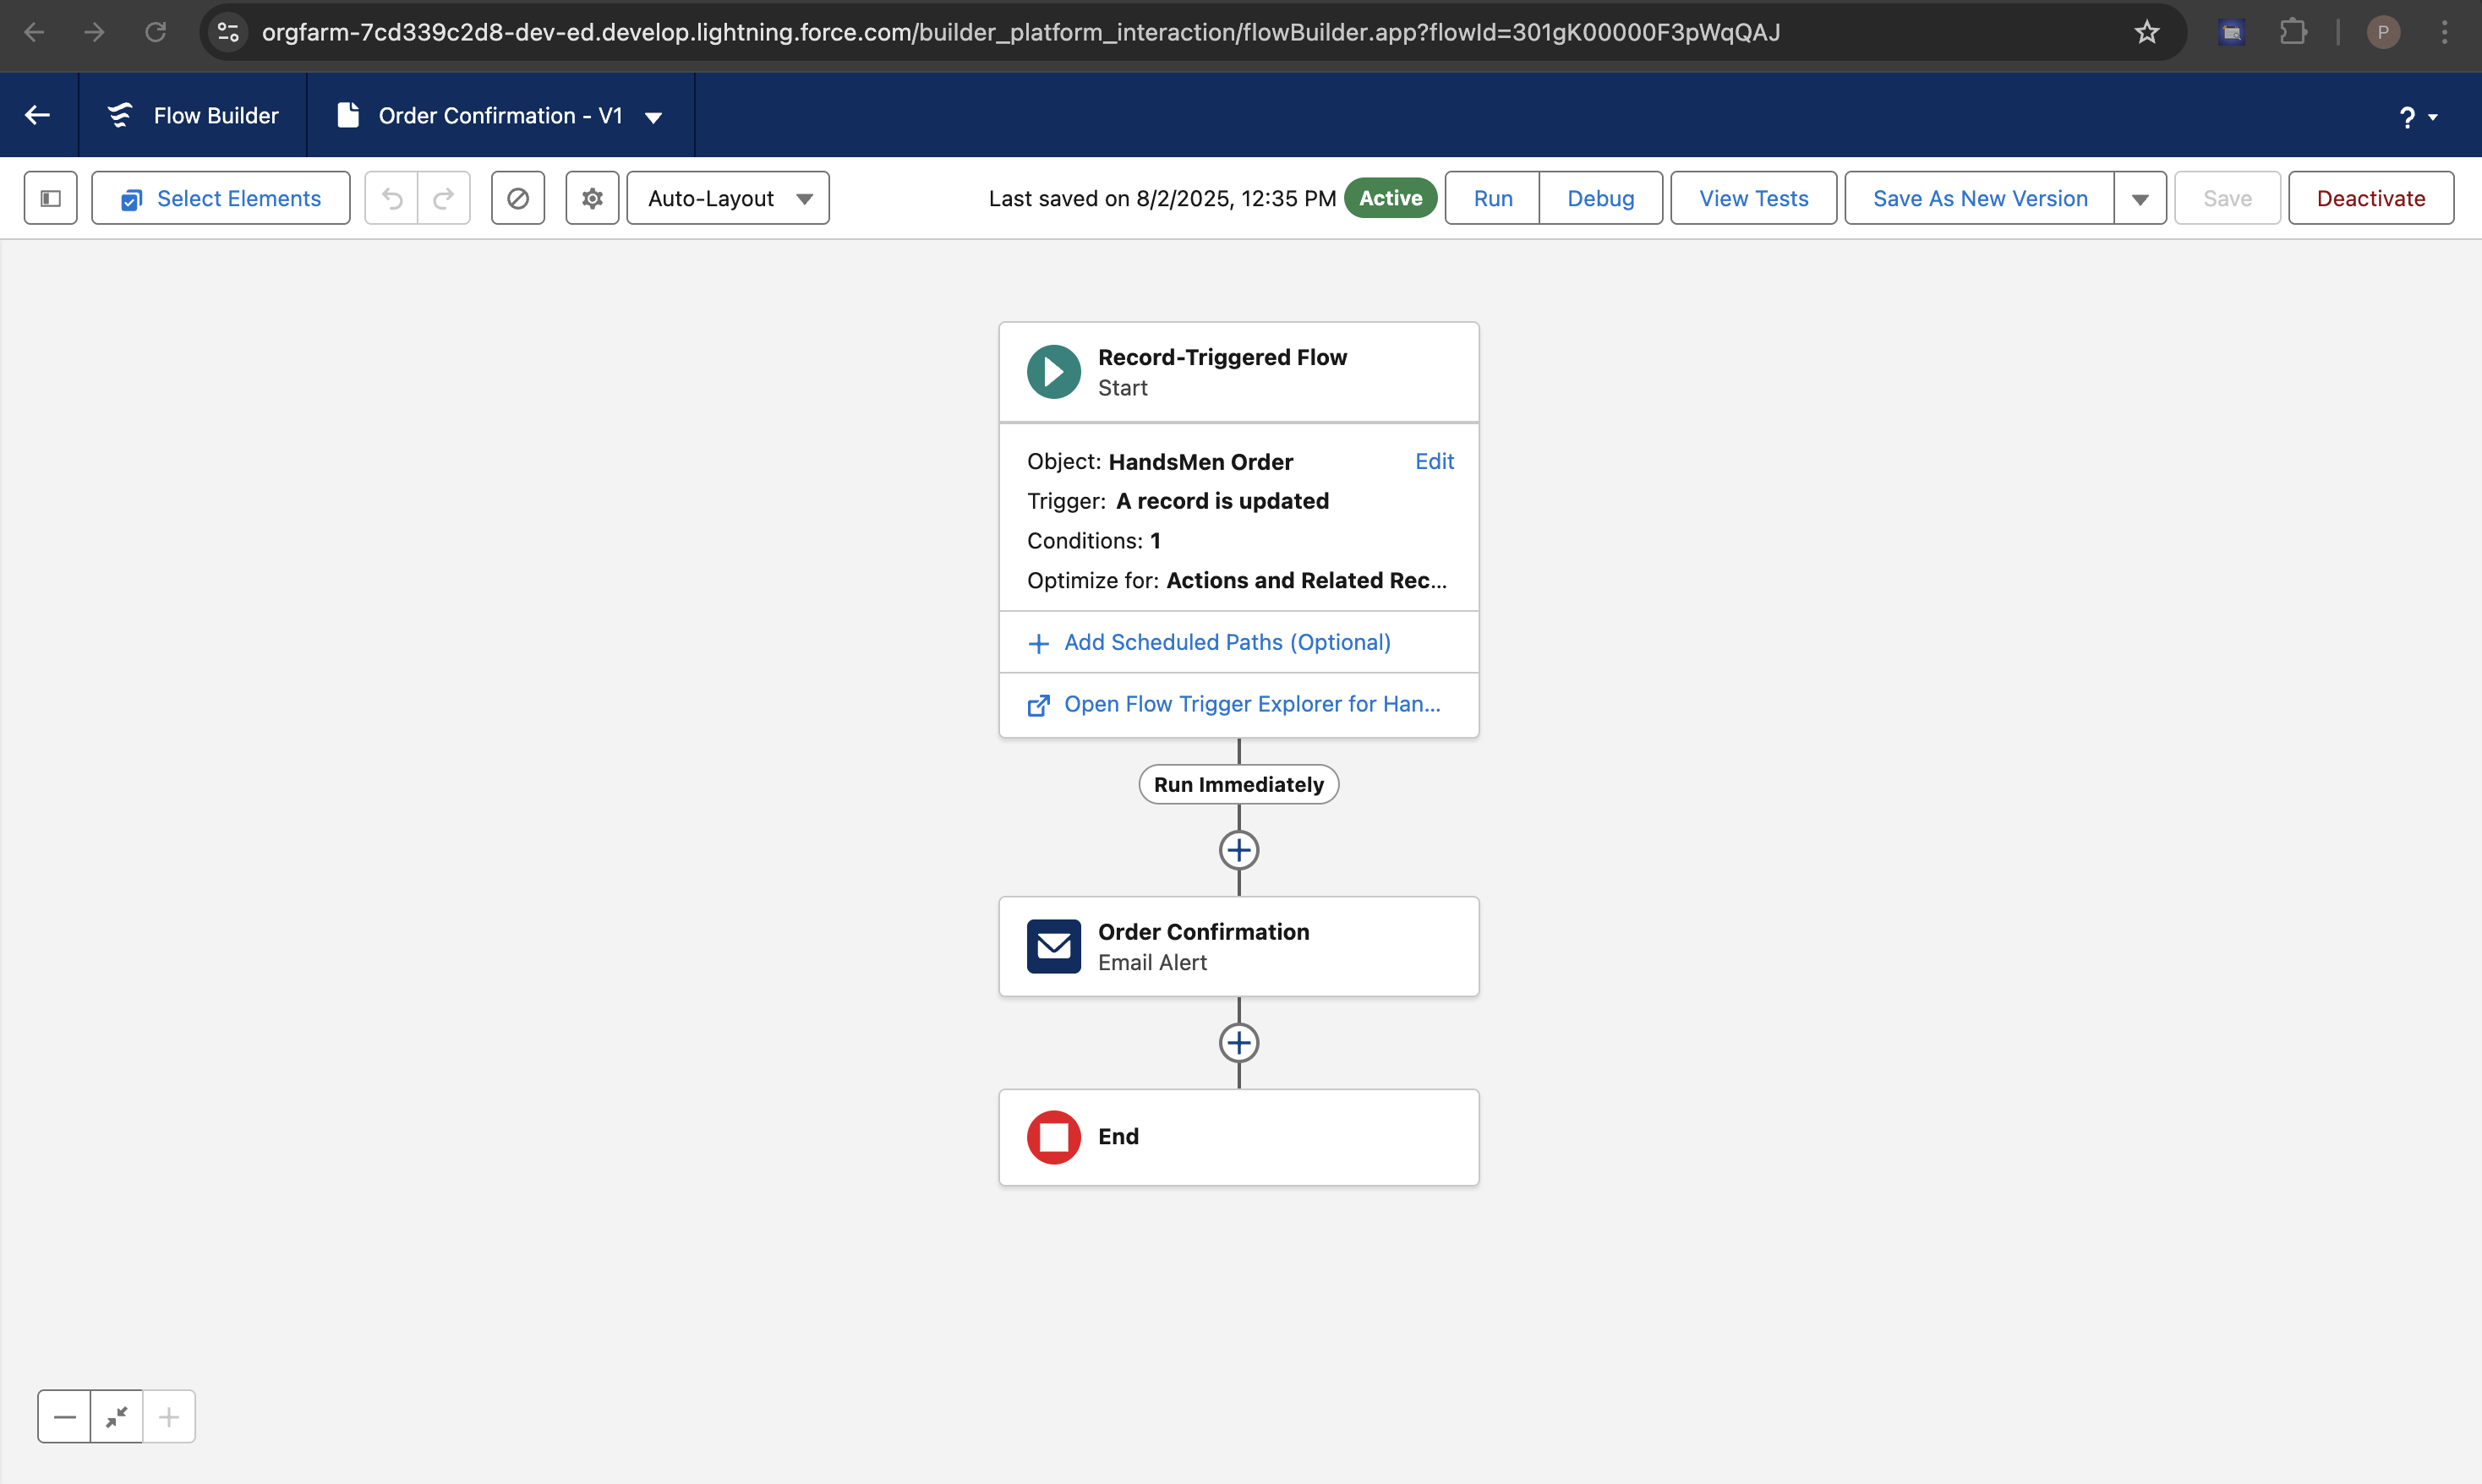 orgfarm-7cd339c2d8-dev-ed.develop.lightning.force.com/builder_platform_interaction/flowBuilder.app?flowId=301gK00000F3pWqQAJ
P
Flow Builder
Order Confirmation - V1
?
Select Elements
Auto-Layout
Last saved on 8/2/2025, 12:35 PM
Active
Run
Debug
View Tests
Save As New Version
Save
Deactivate
Record-Triggered Flow
Start
Object: HandsMen Order
Edit
Trigger: A record is updated
Conditions: 1
Optimize for: Actions and Related Rec...
Add Scheduled Paths (Optional)
Open Flow Trigger Explorer for Han...
Run Immediately
Order Confirmation
Email Alert
End